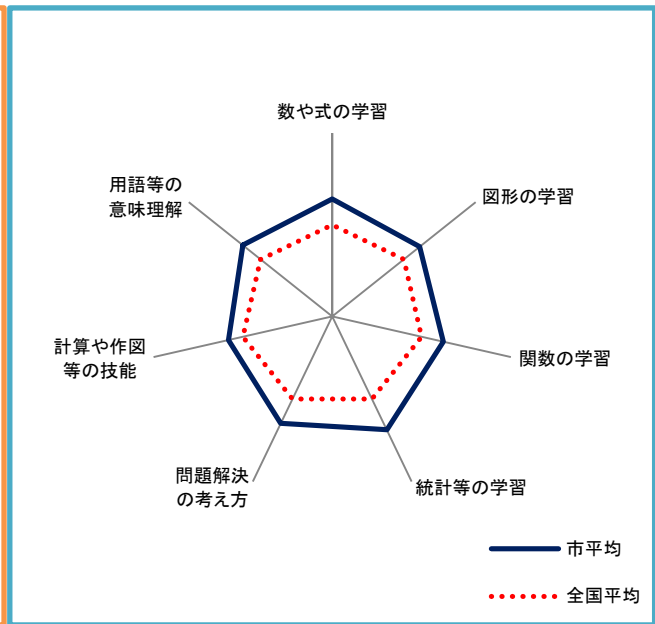 数や式の学習
図形の学習
関数の学習
統計等の学習
問題解決
の考え方
計算や作図
等の技能
用語等の
意味理解
市平均
全国平均